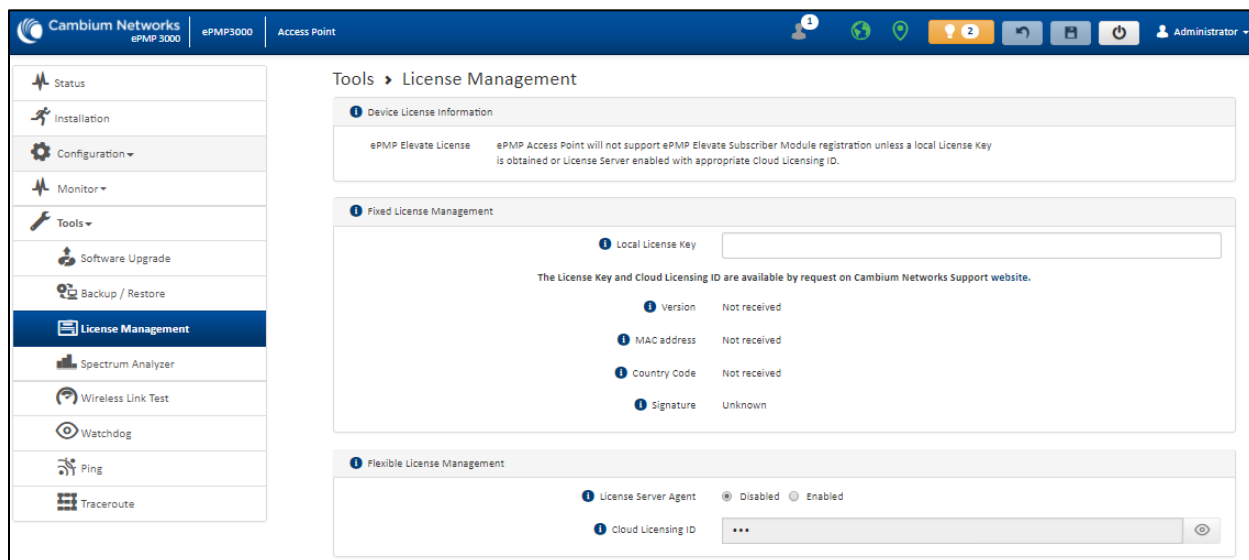 Cambium Networks
ePMP 3000
ePMP3000
Access Point
1
2
Administrator
Status
Installation
Configuration
Monitor
Tools
Software Upgrade
Backup / Restore
License Management
Spectrum Analyzer
Wireless Link Test
Watchdog
Ping
Traceroute
Tools > License Management
Device License Information
ePMP Elevate License
ePMP Access Point will not support ePMP Elevate Subscriber Module registration unless a local License Key
is obtained or License Server enabled with appropriate Cloud Licensing ID.
Fixed License Management
Local License Key
The License Key and Cloud Licensing ID are available by request on Cambium Networks Support website.
Version Not received
MAC address Not received
Country Code Not received
Signature Unknown
Flexible License Management
License Server Agent Disabled Enabled
Cloud Licensing ID •••